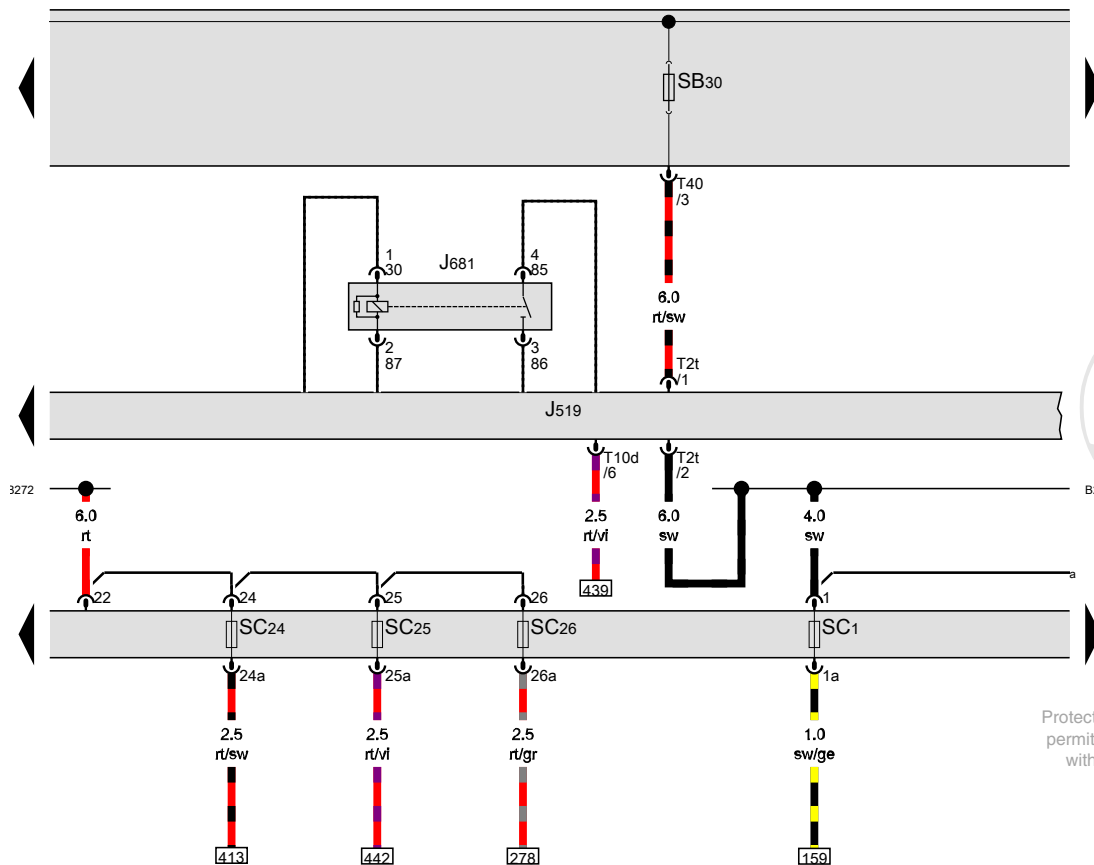 SB30
T40
/3
1
30
J681
4
85
6.0
rt/sw
2
87
3
86
T2t
/1
J519
T10d
/6
T2t
/2
3272
6.0
rt
2.5
rt/vi
6.0
sw
4.0
sw
439
a
22
24
25
26
1
SC24
SC25
SC26
SC1
24a
25a
26a
1a
2.5
rt/sw
2.5
rt/vi
2.5
rt/gr
1.0
sw/ge
Protect
permit
with
413
442
278
159